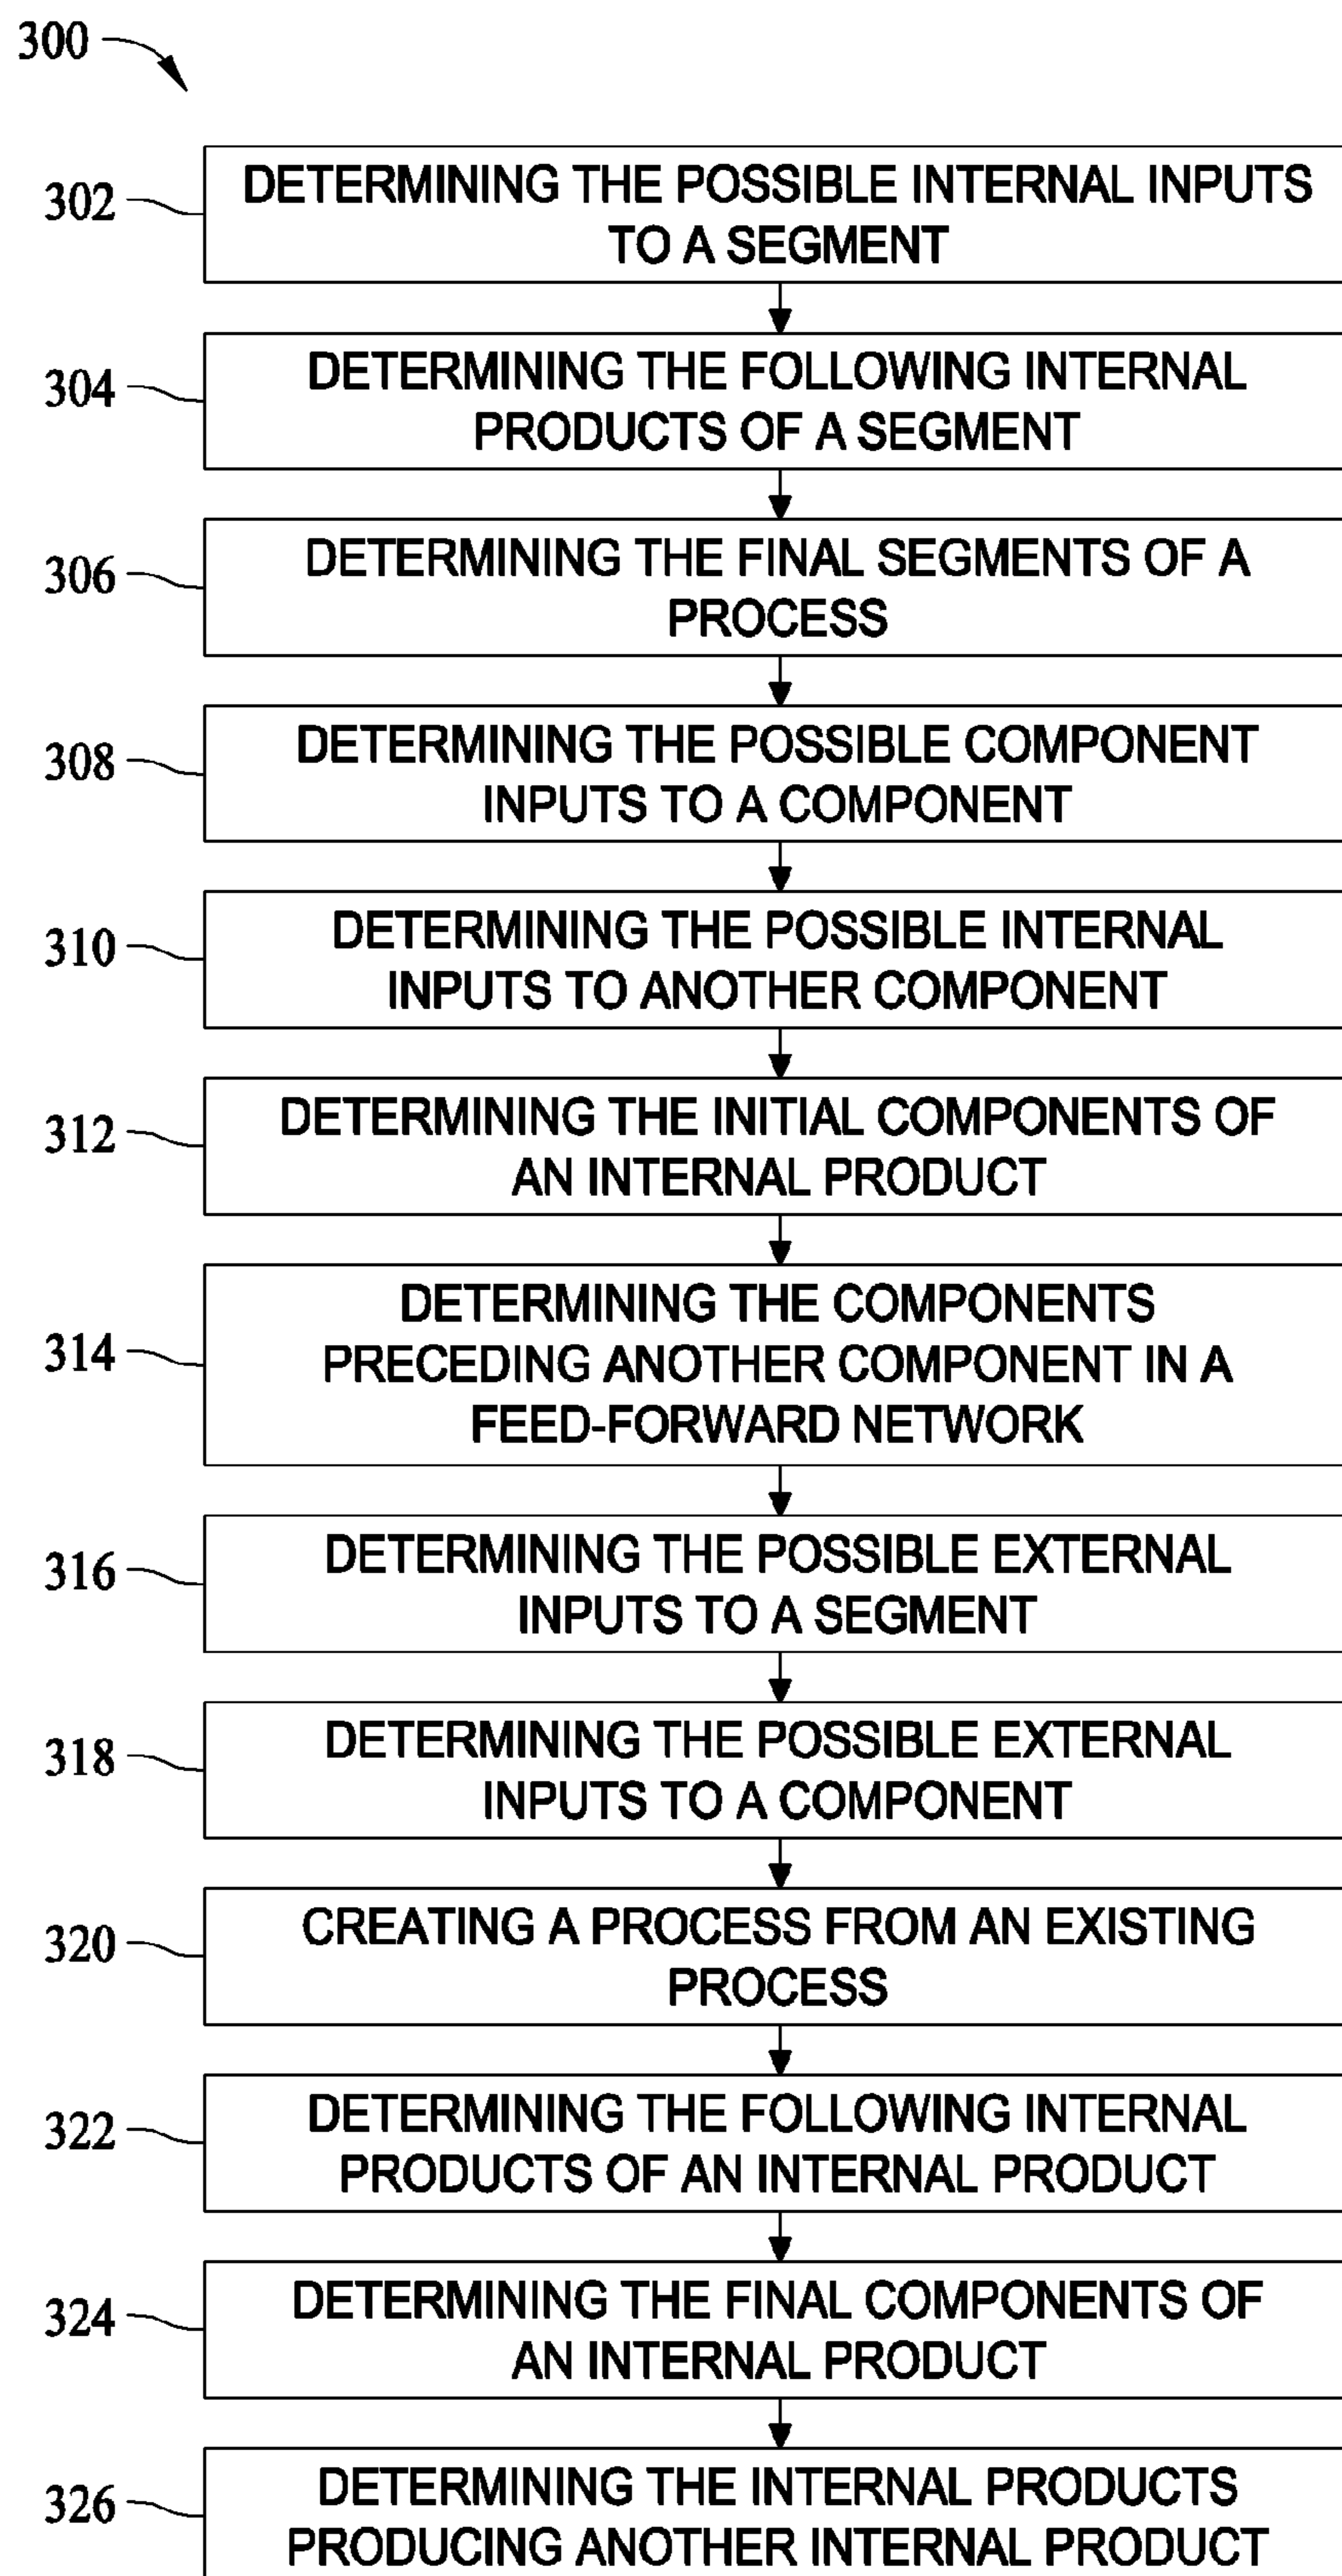 300
302
DETERMINING THE POSSIBLE INTERNAL INPUTS
TO A SEGMENT
304
DETERMINING THE FOLLOWING INTERNAL
PRODUCTS OF A SEGMENT
306
DETERMINING THE FINAL SEGMENTS OF A
PROCESS
308
DETERMINING THE POSSIBLE COMPONENT
INPUTS TO A COMPONENT
310
DETERMINING THE POSSIBLE INTERNAL
INPUTS TO ANOTHER COMPONENT
312
DETERMINING THE INITIAL COMPONENTS OF
AN INTERNAL PRODUCT
314
DETERMINING THE COMPONENTS
PRECEDING ANOTHER COMPONENT IN A
FEED-FORWARD NETWORK
316
DETERMINING THE POSSIBLE EXTERNAL
INPUTS TO A SEGMENT
318
DETERMINING THE POSSIBLE EXTERNAL
INPUTS TO A COMPONENT
320
CREATING A PROCESS FROM AN EXISTING
PROCESS
322
DETERMINING THE FOLLOWING INTERNAL
PRODUCTS OF AN INTERNAL PRODUCT
324
DETERMINING THE FINAL COMPONENTS OF
AN INTERNAL PRODUCT
326
DETERMINING THE INTERNAL PRODUCTS
PRODUCING ANOTHER INTERNAL PRODUCT